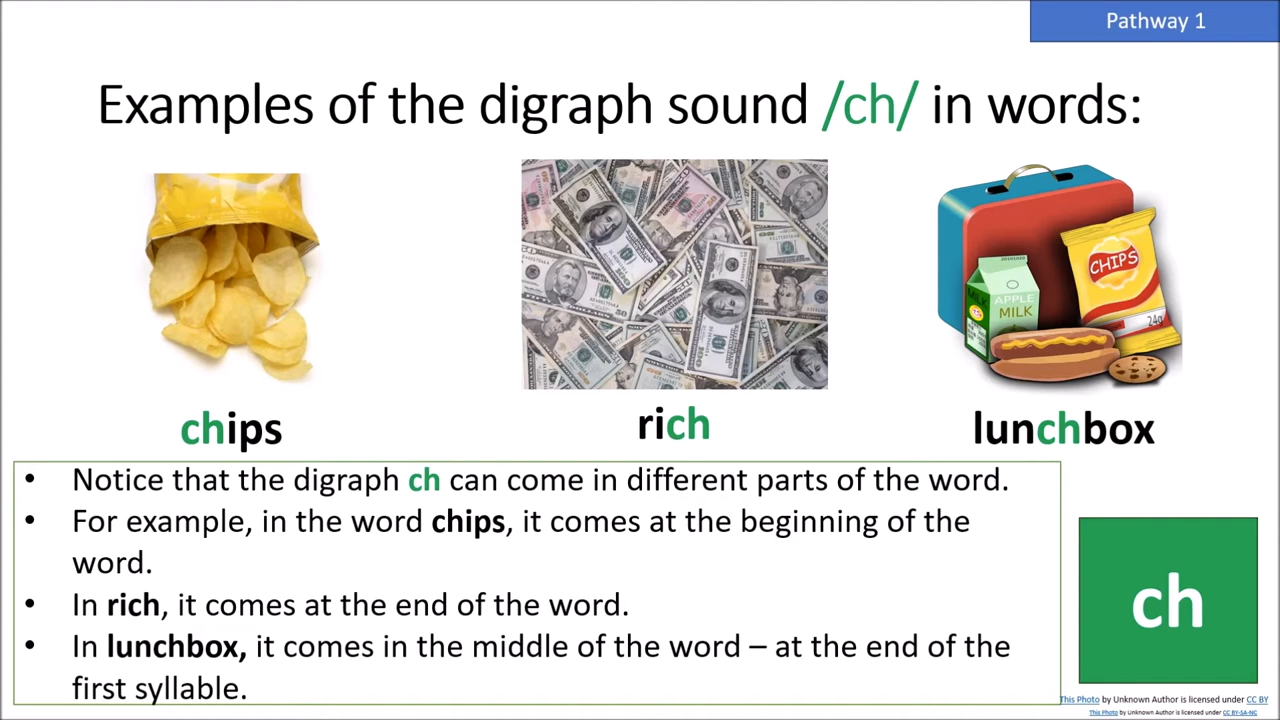 Pathway 1
Examples of the digraph sound /ch/ in words:
CHIPS
APPLE
MILK
MILK
24g
chips
rich
lunchbox
• Notice that the digraph ch can come in different parts of the word.
• For example, in the word chips, it comes at the beginning of the
word.
• In rich, it comes at the end of the word.
• In lunchbox, it comes in the middle of the word – at the end of the
first syllable.
ch
This Photo by Unknown Author is licensed under CC BY
This Photo by Unknown Author is licensed under CC BY-SA-NC